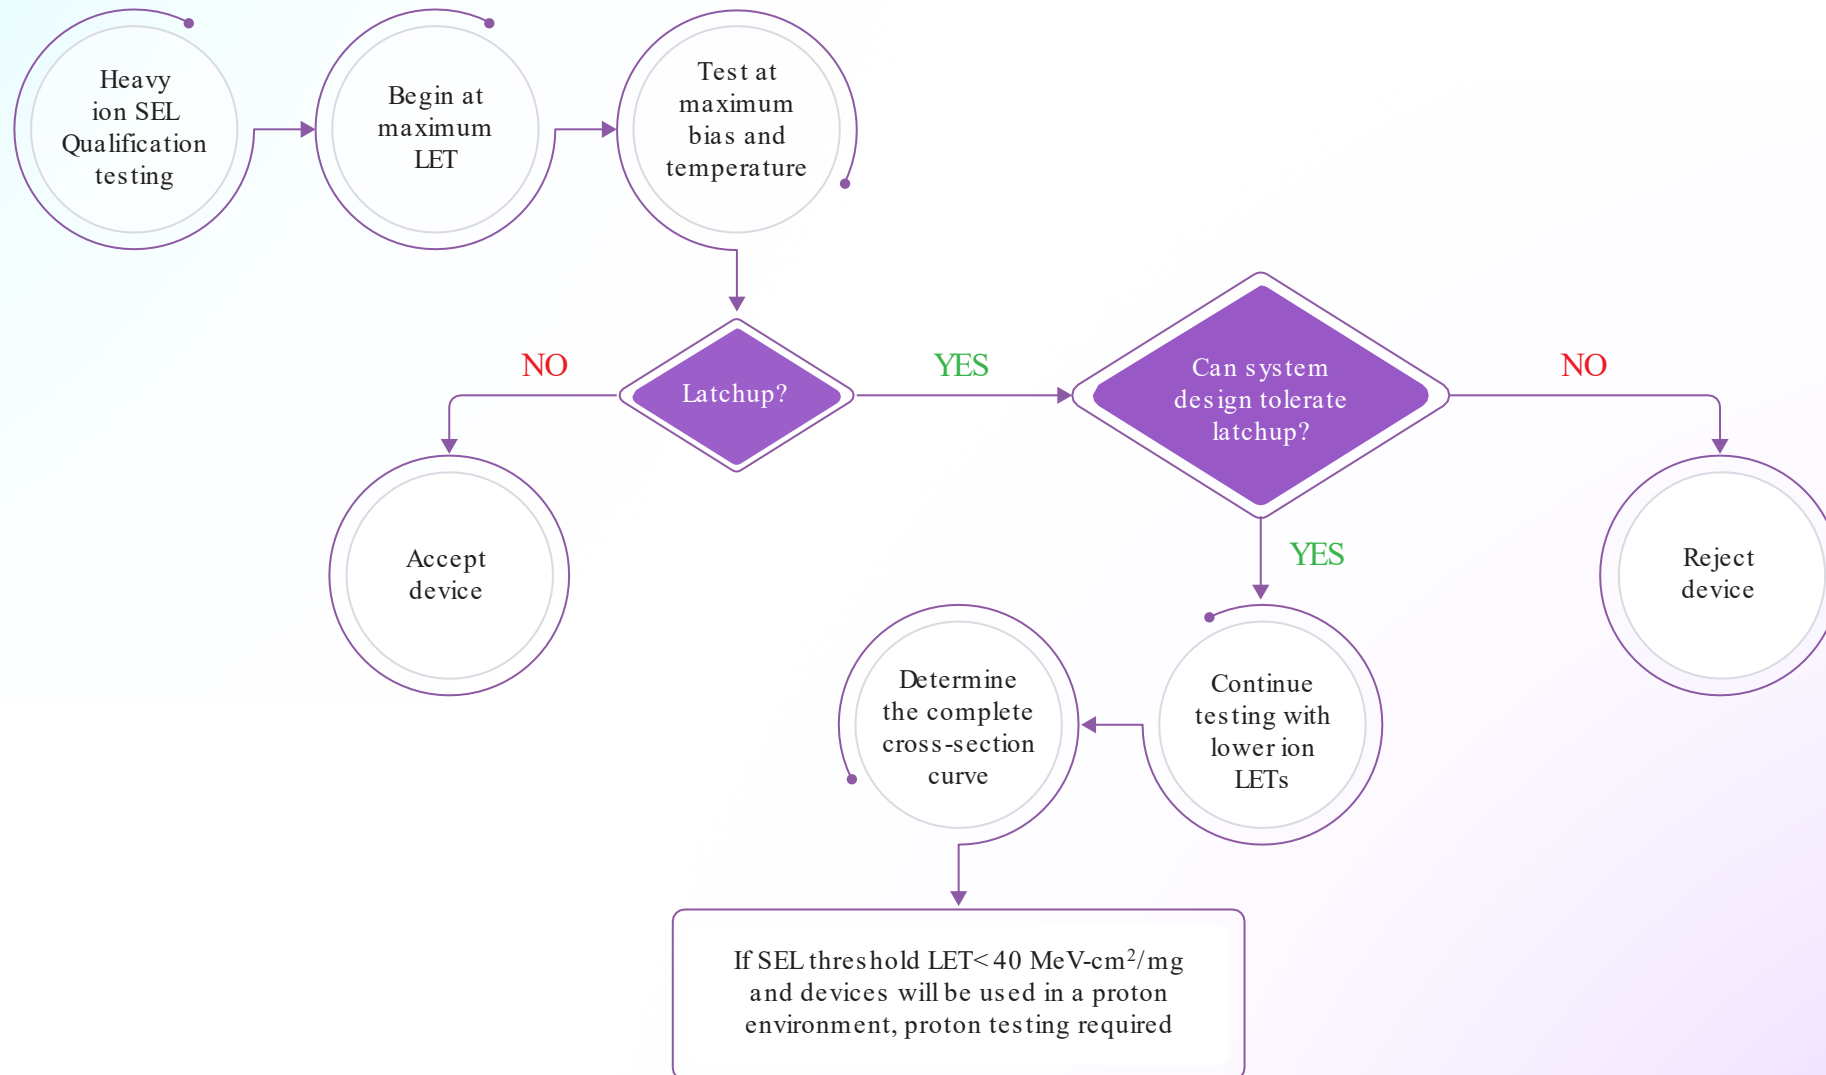 Heavy
ion SEL
Qualification
testing
Begin at
maximum
LET
Test at
maximum
bias and
temperature
NO
Latchup?
YES
Can system
design tolerate
latchup?
NO
Accept
device
YES
Reject
device
Determine
the complete
cross-section
curve
Continue
testing with
lower ion
LETs
If SEL threshold LET<40 MeV-cm²/mg
and devices will be used in a proton
environment, proton testing required